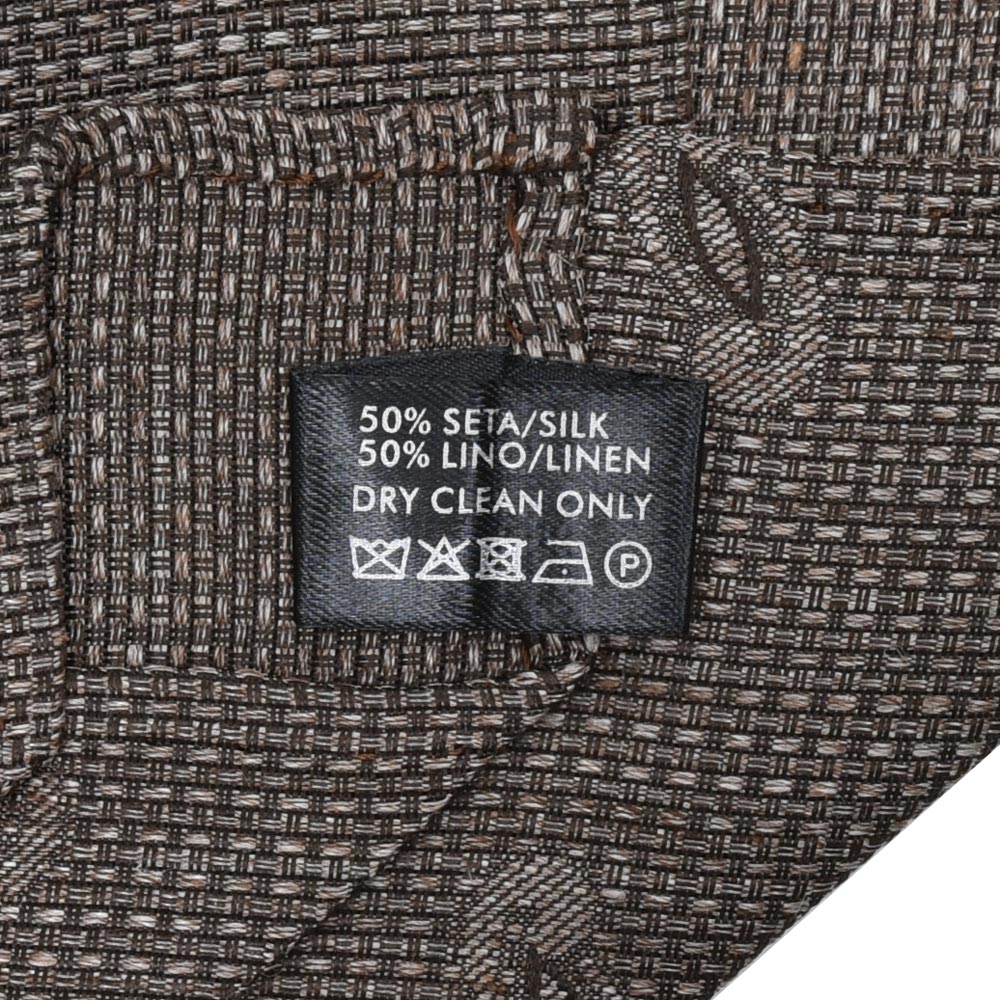 50% SETA/SILK
50% LINO/LINEN
DRY CLEAN ONLY
P